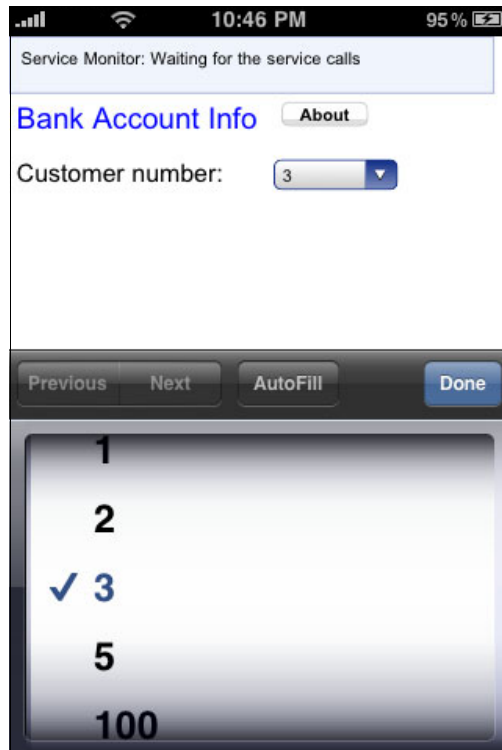 10:46 PM 95%
Service Monitor: Waiting for the service calls
Bank Account Info About
Customer number: 3
Previous Next AutoFill Done
1
2
✓ 3
5
100